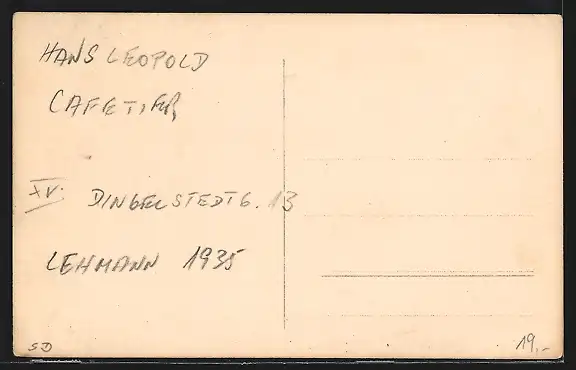 HANS LEOPOLD
CAFETIER
XV. DINGELSTEDTG. 13
LEHMANN 1935
SD
19,-